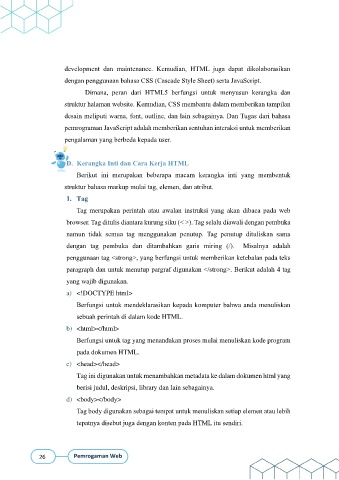 development dan maintenance. Kemudian, HTML juga dapat dikolaborasikan
dengan penggunaan bahasa CSS (Cascade Style Sheet) serta JavaScript.
Dimana, peran dari HTML5 berfungsi untuk menyusun kerangka dan
struktur halaman website. Kemudian, CSS membantu dalam memberikan tampilan
desain meliputi warna, font, outline, dan lain sebagainya. Dan Tugas dari bahasa
pemrograman JavaScript adalah memberikan sentuhan interaksi untuk memberikan
pengalaman yang berbeda kepada user.
D. Kerangka Inti dan Cara Kerja HTML
Berikut ini merupakan beberapa macam kerangka inti yang membentuk
struktur bahasa markup mulai tag, elemen, dan atribut.
1. Tag
Tag merupakan perintah atau awalan instruksi yang akan dibaca pada web
browser. Tag ditulis diantara kurung siku (< >). Tag selalu diawali dengan pembuka
namun tidak semua tag menggunakan penutup. Tag penutup dituliskan sama
dengan tag pembuka dan ditambahkan garis miring (/). Misalnya adalah
penggunaan tag <strong>, yang berfungsi untuk memberikan ketebalan pada teks
paragraph dan untuk menutup pargraf digunakan </strong>. Berikut adalah 4 tag
yang wajib digunakan.
a) <!DOCTYPE html>
Berfungsi untuk mendeklarasikan kepada komputer bahwa anda menuliskan
sebuah perintah di dalam kode HTML.
b) <html></html>
Berfungsi untuk tag yang menandakan proses mulai menuliskan kode program
pada dokumen HTML.
c) <head></head>
Tag ini digunakan untuk menambahkan metadata ke dalam dokumen html yang
berisi judul, deskripsi, library dan lain sebagainya.
d) <body></body>
Tag body digunakan sebagai tempat untuk menuliskan setiap elemen atau lebih
tepatnya disebut juga dengan konten pada HTML itu sendiri.
26 Pemrogaman Web